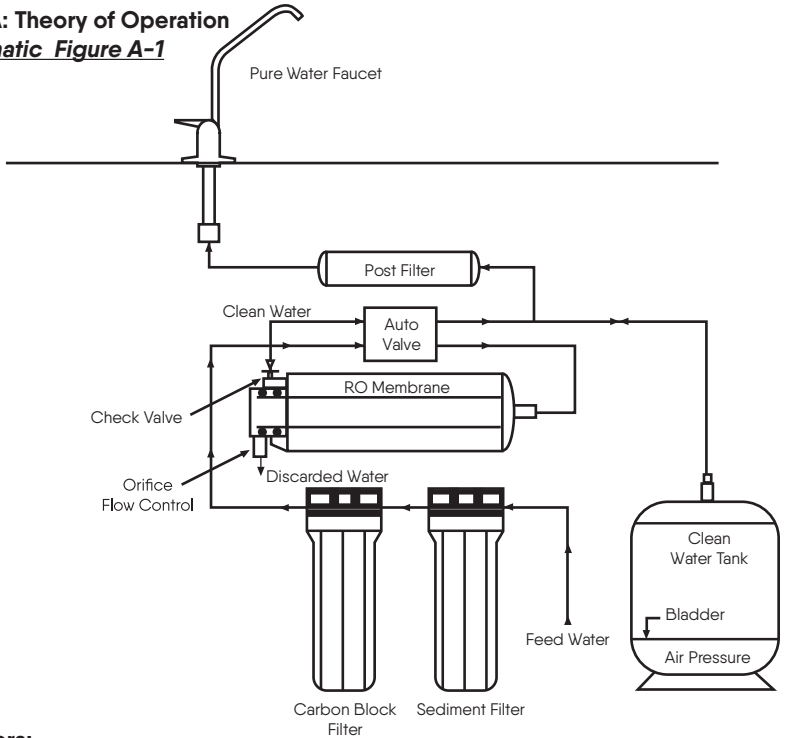 : Theory of Operation
Figure A-1
Pure Water Faucet
Post Filter
Clean Water
Auto
Valve
RO Membrane
Check Valve
Orifice
Flow Control
Discarded Water
Clean
Water Tank
Bladder
Feed Water
Air Pressure
Carbon Block
Filter
Sediment Filter